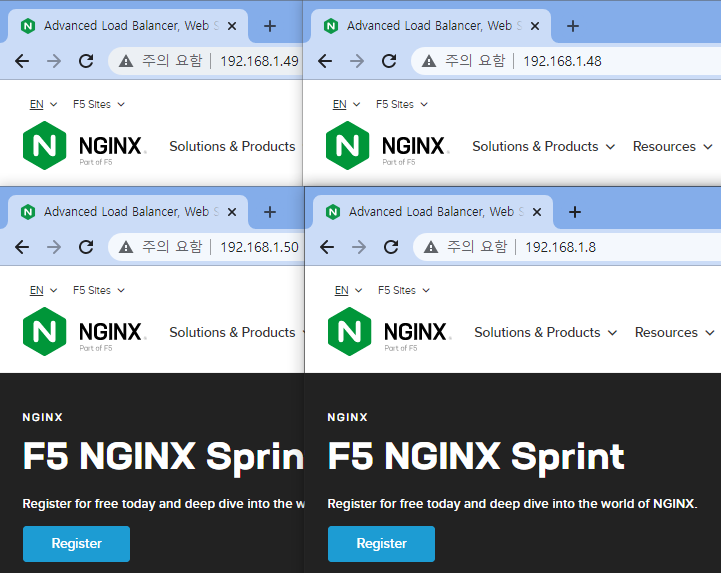 Advanced Load Balancer, Web S
주의 요함 192.168.1.49
EN F5 Sites
NGINX
Part of F5
Solutions & Products
Advanced Load Balancer, Web S
주의 요함 192.168.1.48
EN F5 Sites
NGINX
Part of F5
Solutions & Products Resources
Advanced Load Balancer, Web S
주의 요함 192.168.1.50
EN F5 Sites
NGINX
Part of F5
Solutions & Products
NGINX
F5 NGINX Sprin
Register for free today and deep dive into the w
Register
Advanced Load Balancer, Web S
주의 요함 192.168.1.8
EN F5 Sites
NGINX
Part of F5
Solutions & Products Resources
NGINX
F5 NGINX Sprint
Register for free today and deep dive into the world of NGINX.
Register